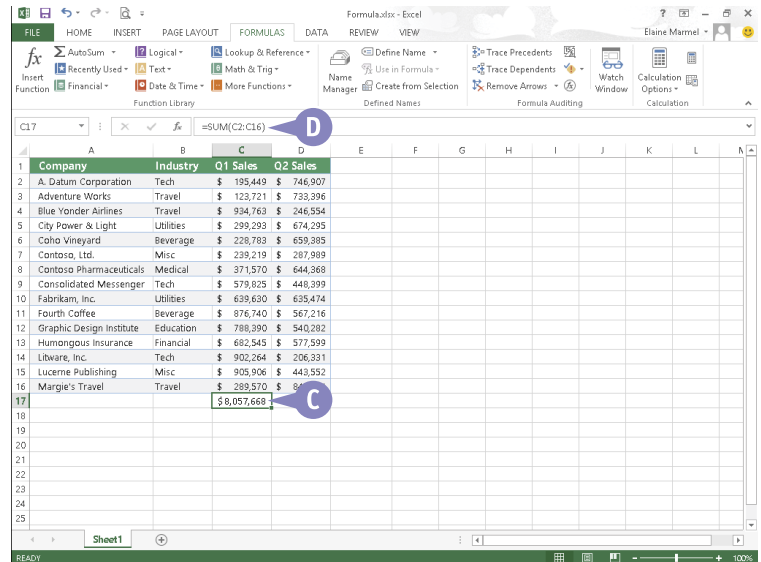 Formula.xlsx - Excel
FILE HOME INSERT PAGE LAYOUT FORMULAS DATA REVIEW VIEW Elaine Marmel
fx Insert Function
Σ AutoSum
Recently Used
Financial
Logical
Text
Date & Time
Lookup & Reference
Math & Trig
More Functions
Function Library
Name Manager
Define Name
Use in Formula
Create from Selection
Defined Names
Trace Precedents
Trace Dependents
Remove Arrows
Formula Auditing
Watch Window
Calculation Options
Calculation
C17 fx =SUM(C2:C16) D
A B C D E F G H I J K L
1 Company Industry Q1 Sales Q2 Sales
2 A. Datum Corporation Tech $ 195,449 $ 746,907
3 Adventure Works Travel $ 123,721 $ 733,396
4 Blue Yonder Airlines Travel $ 934,763 $ 246,554
5 City Power & Light Utilities $ 299,293 $ 674,295
6 Coho Vineyard Beverage $ 228,783 $ 659,385
7 Contoso, Ltd. Misc $ 239,219 $ 287,989
8 Contoso Pharmaceuticals Medical $ 371,570 $ 644,368
9 Consolidated Messenger Tech $ 579,825 $ 448,399
10 Fabrikam, Inc. Utilities $ 639,630 $ 635,474
11 Fourth Coffee Beverage $ 876,740 $ 567,216
12 Graphic Design Institute Education $ 788,390 $ 540,282
13 Humongous Insurance Financial $ 682,545 $ 577,599
14 Litware, Inc. Tech $ 902,264 $ 206,331
15 Lucerne Publishing Misc $ 905,906 $ 443,552
16 Margie's Travel Travel $ 289,570 $
17 $8,057,668 C
18
19
20
21
22
23
24
25
Sheet1
READY 100%